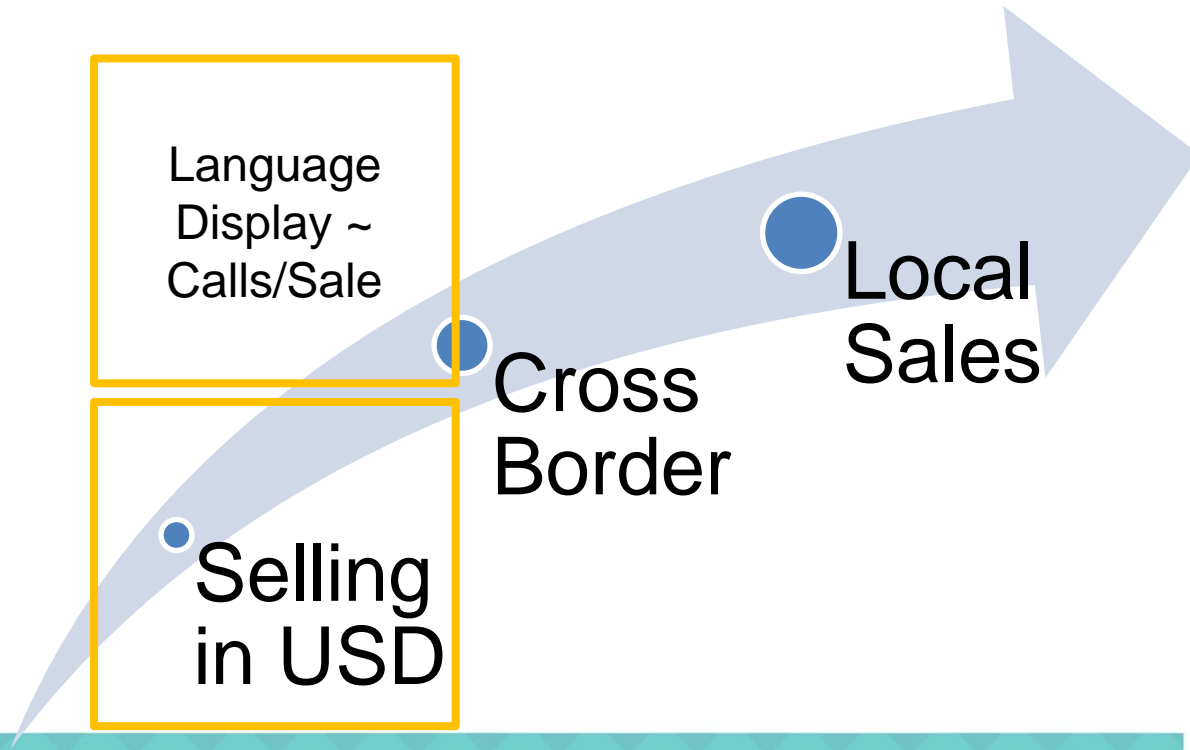 Language
Display ~
Calls/Sale
Local
Sales
Cross
Border
Selling
in USD